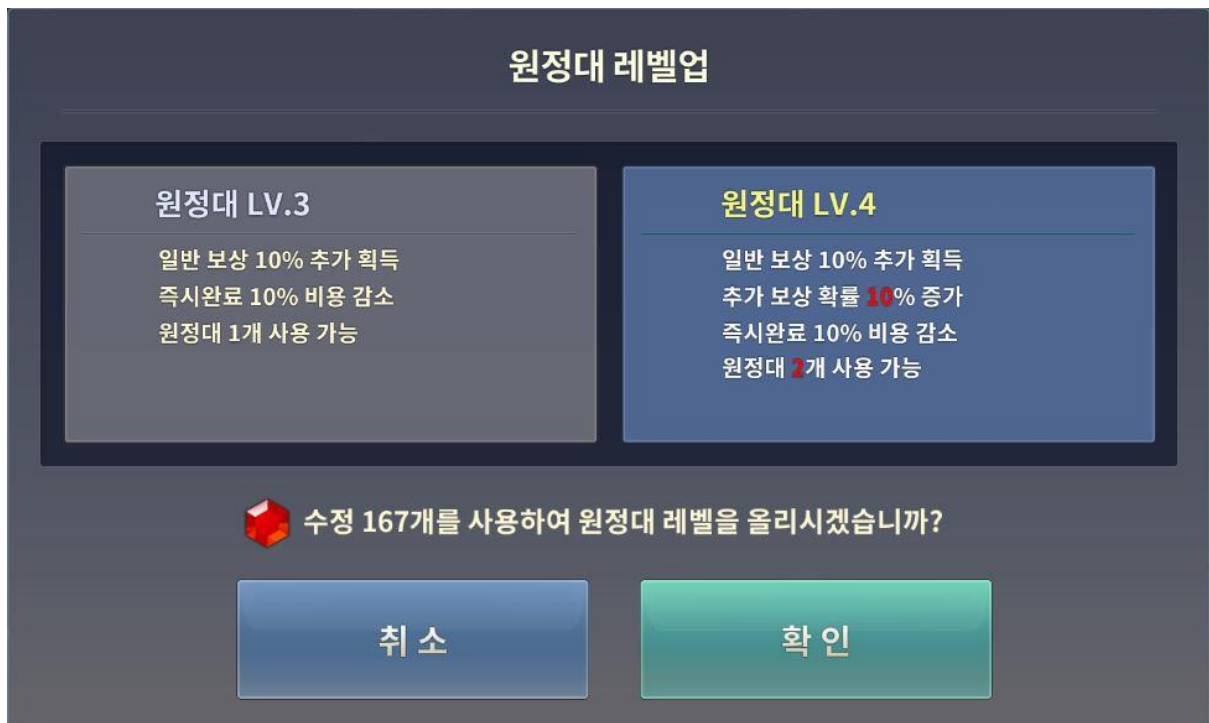 원정대 레벨업
원정대 LV.3
일반 보상 10% 추가 획득
즉시완료 10% 비용 감소
원정대 1개 사용 가능
원정대 LV.4
일반 보상 10% 추가 획득
추가 보상 확률 10% 증가
즉시완료 10% 비용 감소
원정대 2개 사용 가능
수정 167개를 사용하여 원정대 레벨을 올리시겠습니까?
취 소
확 인